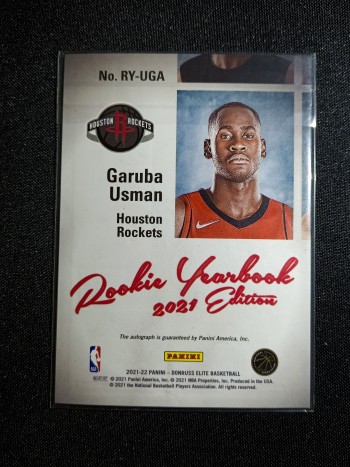 No. RY-UGA
HOUSTON ROCKETS
R
Garuba
Usman
Houston
Rockets
Rookie Yearbook
2021 Edition
The autograph is guaranteed by Panini America, Inc.
NBA
PANINI
2021-22 PANINI – DONRUSS ELITE BASKETBALL
© 2021 Panini America, Inc. © 2021 NBA Properties, Inc. Produced in the USA.
© 2021 the National Basketball Players Association. All rights reserved.